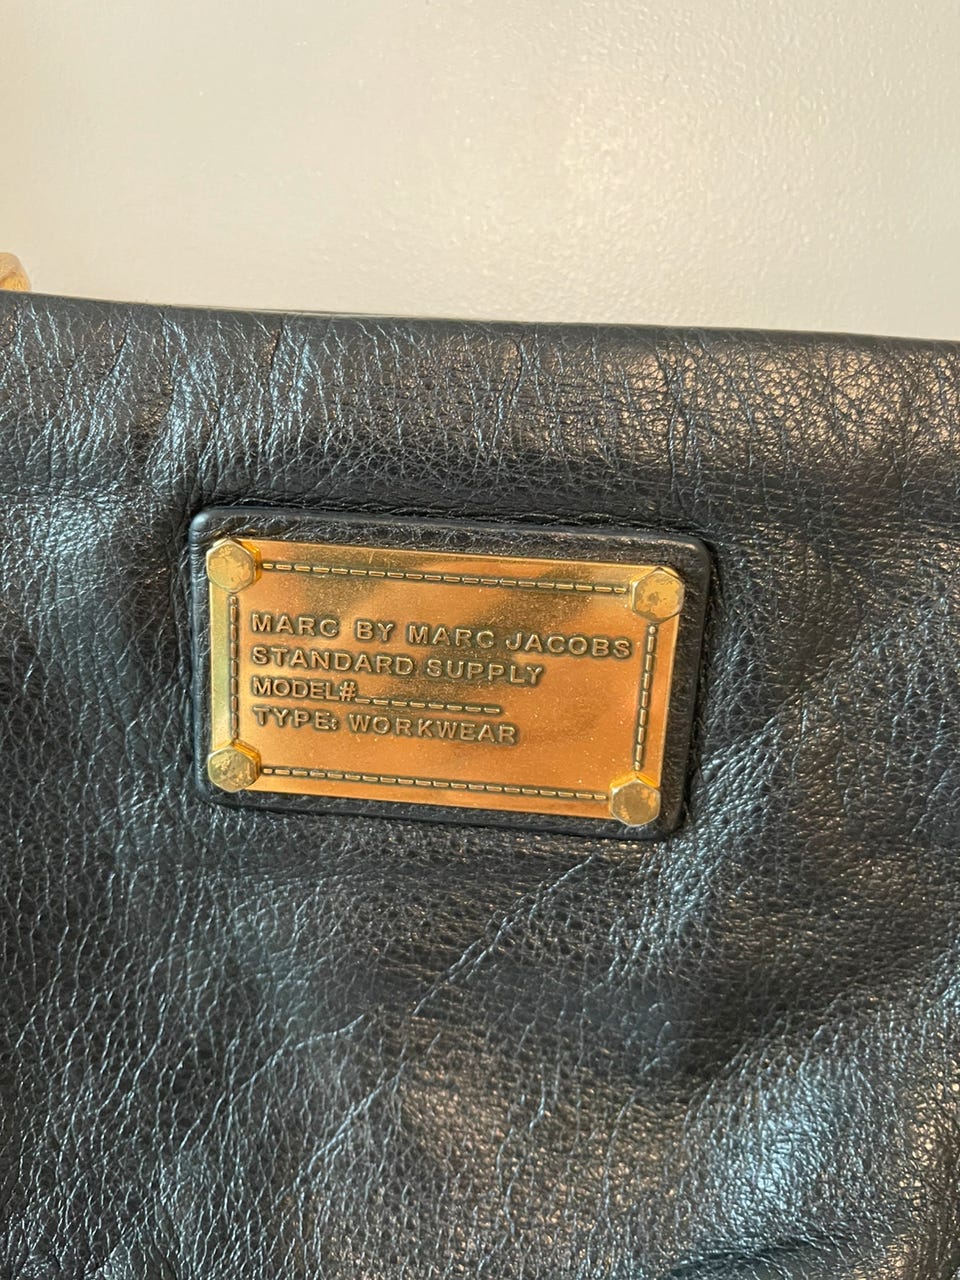 MARC BY MARC JACOBS
STANDARD SUPPLY
MODEL#_________
TYPE: WORKWEAR